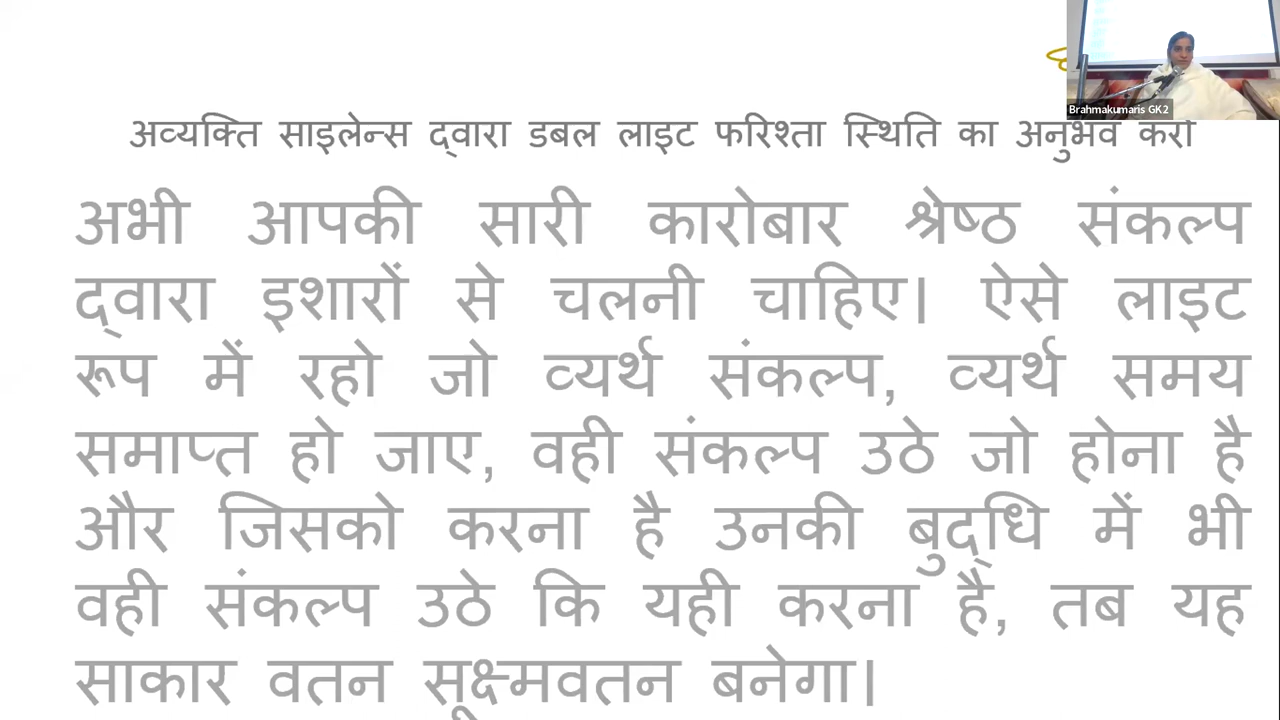 Brahmakumaris GK2
अव्यक्ति साइलेन्स द्वारा डबल लाइट फरिश्ता स्थिति का अनुभव करो
अभी आपकी सारी कारोबार श्रेष्ठ संकल्प
द्वारा इशारों से चलनी चाहिए। ऐसे लाइट
रूप में रहो जो व्यर्थ संकल्प, व्यर्थ समय
समाप्त हो जाए, वही संकल्प उठे जो होना है
और जिसको करना है उनकी बुद्धि में भी
वही संकल्प उठे कि यही करना है, तब यह
साकार वतन सूक्ष्मवतन बनेगा।